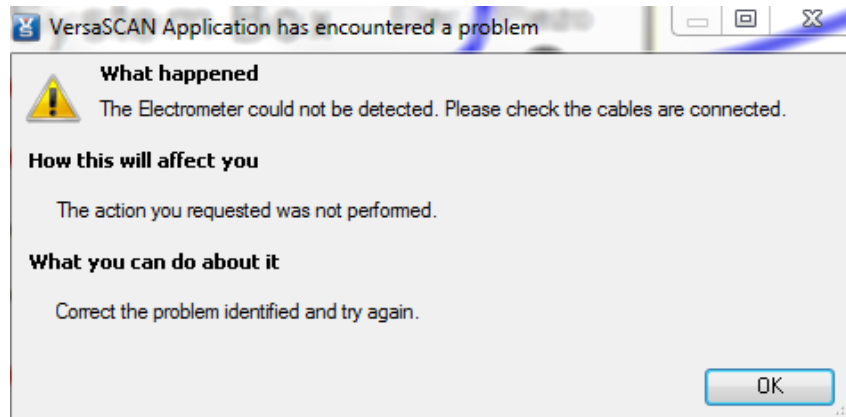 VersaSCAN Application has encountered a problem
What happened
The Electrometer could not be detected. Please check the cables are connected.
How this will affect you
The action you requested was not performed.
What you can do about it
Correct the problem identified and try again.
OK